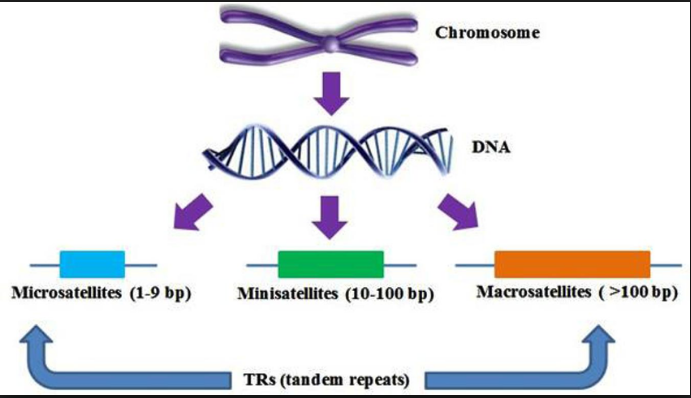 Chromosome
DNA
Microsatellites (1-9 bp)
Minisatellites (10-100 bp)
Macrosatellites ( >100 bp)
TRs (tandem repeats)